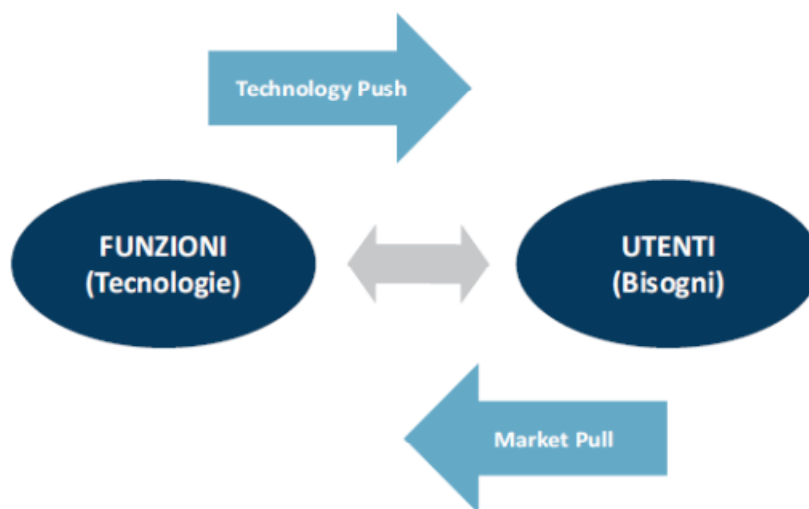 Technology Push
FUNZIONI
(Tecnologie)
UTENTI
(Bisogni)
Market Pull